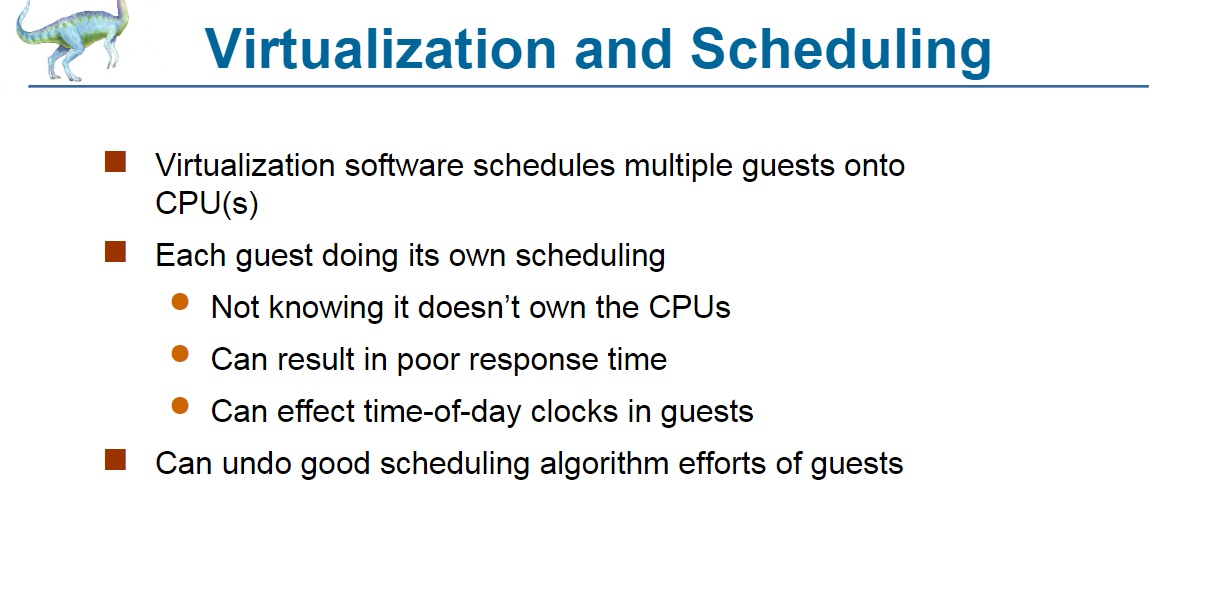 Virtualization and Scheduling
Virtualization software schedules multiple guests onto
CPU(s)
Each guest doing its own scheduling
Not knowing it doesn’t own the CPUs
Can result in poor response time
Can effect time-of-day clocks in guests
Can undo good scheduling algorithm efforts of guests